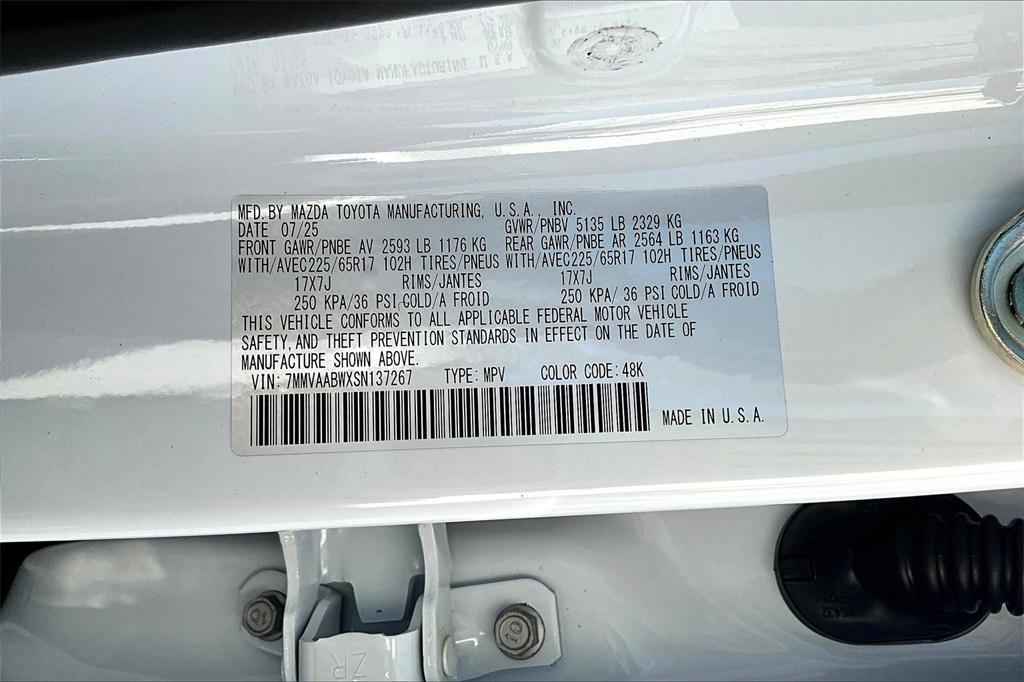 MFD. BY MAZDA TOYOTA MANUFACTURING, U.S.A., INC.
DATE 07/25 GVWR/PNBV 5135 LB 2329 KG
FRONT GAWR/PNBE AV 2593 LB 1176 KG REAR GAWR/PNBE AR 2564 LB 1163 KG
WITH/AVEC225/65R17 102H TIRES/PNEUS WITH/AVEC225/65R17 102H TIRES/PNEUS
17X7J RIMS/JANTES 17X7J RIMS/JANTES
250 KPA/36 PSI COLD/A FROID 250 KPA/ 36 PSI COLD/A FROID
THIS VEHICLE CONFORMS TO ALL APPLICABLE FEDERAL MOTOR VEHICLE
SAFETY, AND THEFT PREVENTION STANDARDS IN EFFECT ON THE DATE OF
MANUFACTURE SHOWN ABOVE.
VIN: 7MMVAABWXSN137267 TYPE: MPV COLOR CODE: 48K
MADE IN U.S.A.
ZR